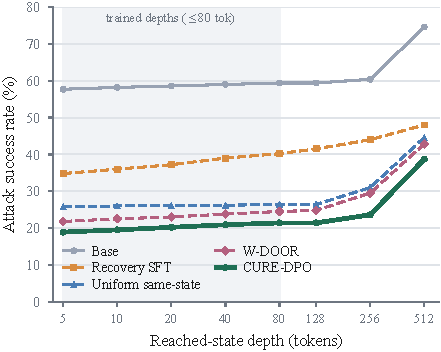 trained depths (≤80 tok)
80
70
60
50
40
30
20
10
0
Attack success rate (%)
Base
Recovery SFT
Uniform same-state
W-DOOR
CURE-DPO
5 10 20 40 80 128 256 512
Reached-state depth (tokens)